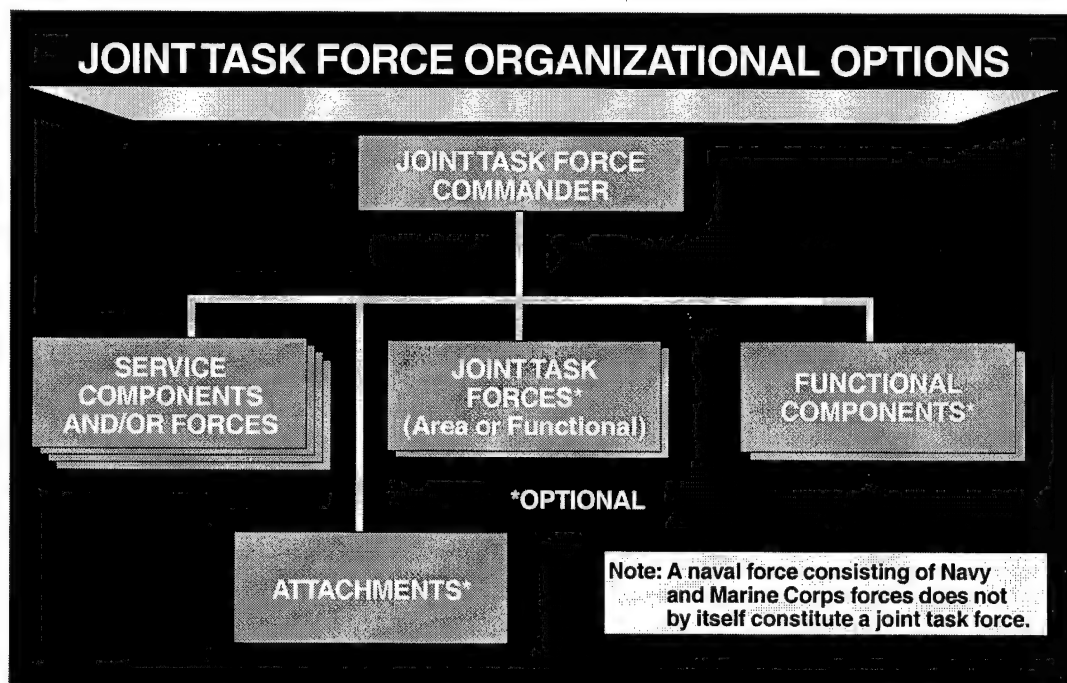 JOINT TASK FORCE ORGANIZATIONAL OPTIONS
JOINT TASK FORCE
COMMANDER
SERVICE
COMPONENTS
AND/OR FORCES
JOINT TASK
FORCES*
(Area or Functional)
FUNCTIONAL
COMPONENTS*
*OPTIONAL
ATTACHMENTS*
Note: A naval force consisting of Navy
and Marine Corps forces does not
by itself constitute a joint task force.